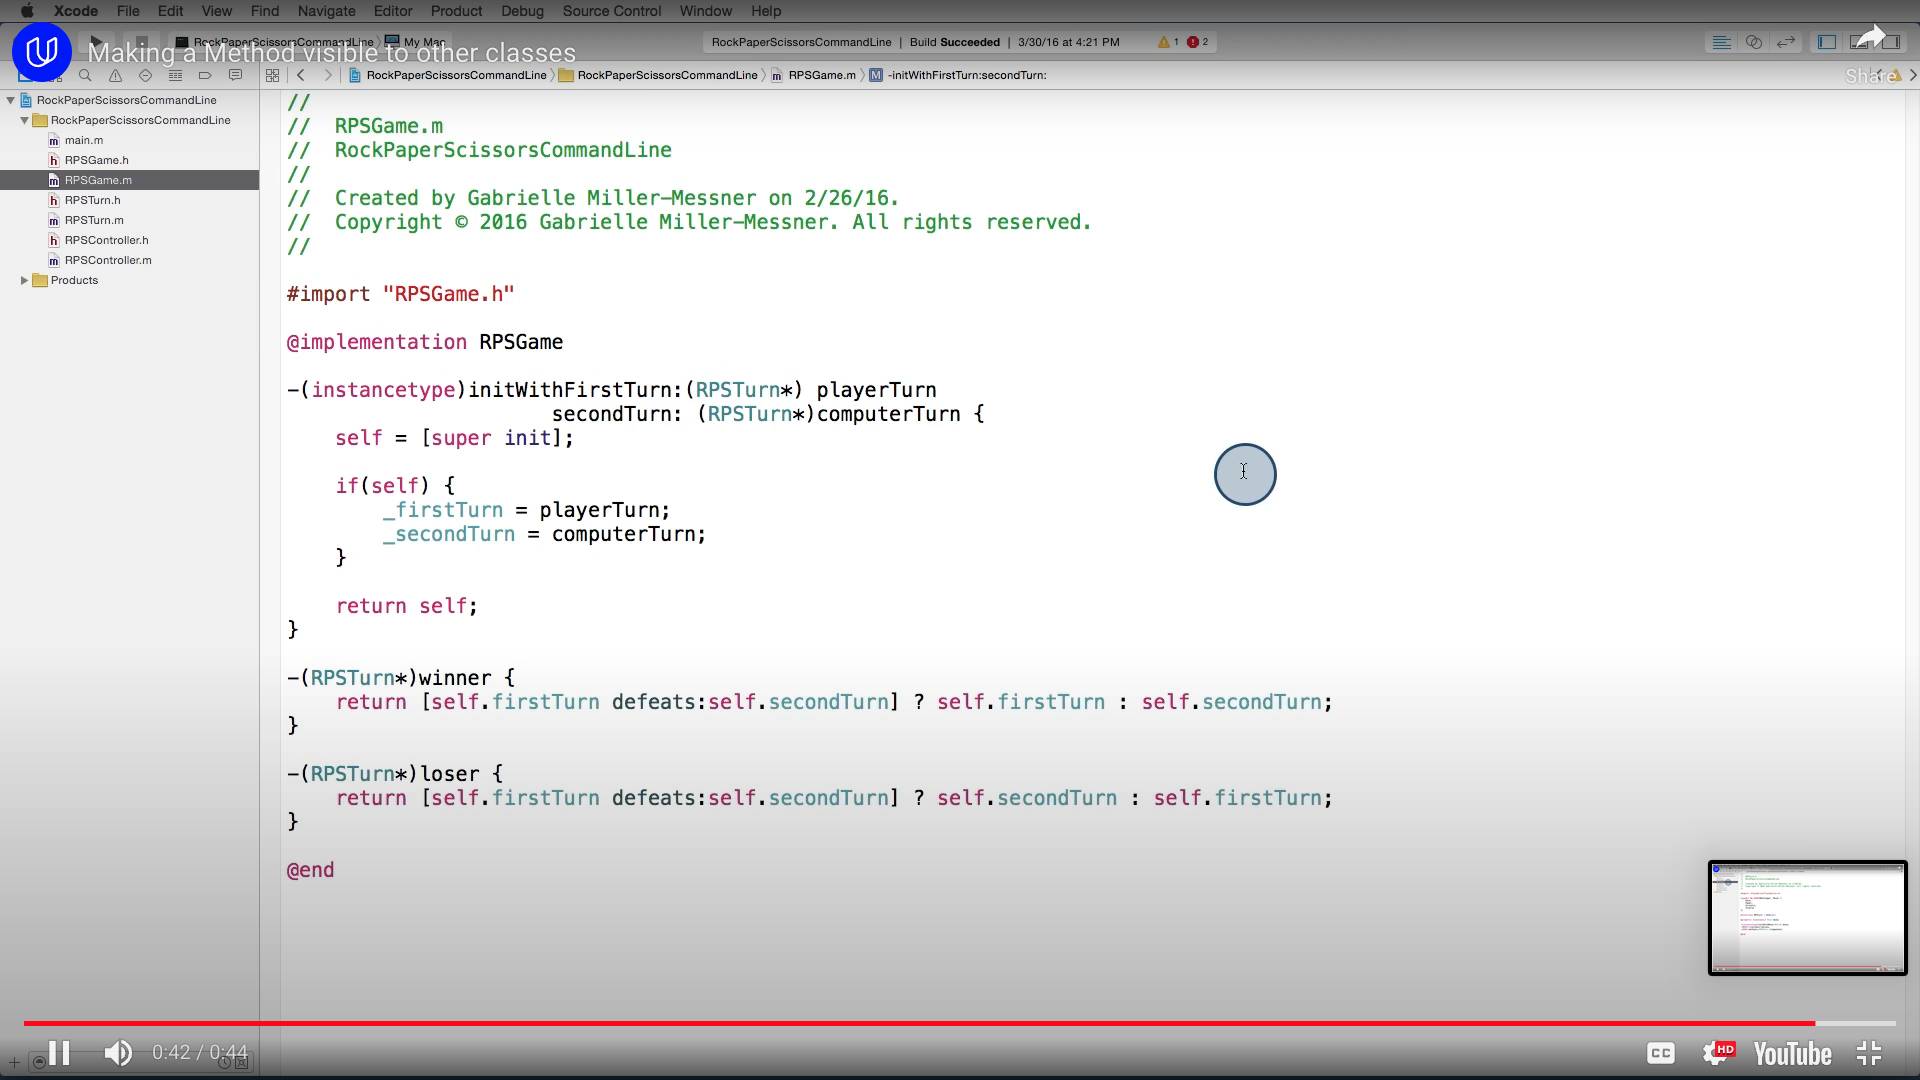 Xcode File Edit View Find Navigate Editor Product Debug Source Control Window Help
Making a Method visible to other classes
RockPaperScissorsCommandLine My Mac
RockPaperScissorsCommandLine | Build Succeeded | 3/30/16 at 4:21 PM 1 2
RockPaperScissorsCommandLine RockPaperScissorsCommandLine RPSGame.m M -initWithFirstTurn:secondTurn:
Share
RockPaperScissorsCommandLine
RockPaperScissorsCommandLine
m main.m
h RPSGame.h
m RPSGame.m
h RPSTurn.h
m RPSTurn.m
h RPSController.h
m RPSController.m
Products
//
// RPSGame.m
// RockPaperScissorsCommandLine
//
// Created by Gabrielle Miller-Messner on 2/26/16.
// Copyright © 2016 Gabrielle Miller-Messner. All rights reserved.
//
#import "RPSGame.h"
@implementation RPSGame
-(instancetype)initWithFirstTurn:(RPSTurn*) playerTurn
secondTurn: (RPSTurn*)computerTurn {
self = [super init];
if(self) {
_firstTurn = playerTurn;
_secondTurn = computerTurn;
}
return self;
}
-(RPSTurn*)winner {
return [self.firstTurn defeats:self.secondTurn] ? self.firstTurn : self.secondTurn;
}
-(RPSTurn*)loser {
return [self.firstTurn defeats:self.secondTurn] ? self.secondTurn : self.firstTurn;
}
@end
0:42 / 0:44
CC HD YouTube